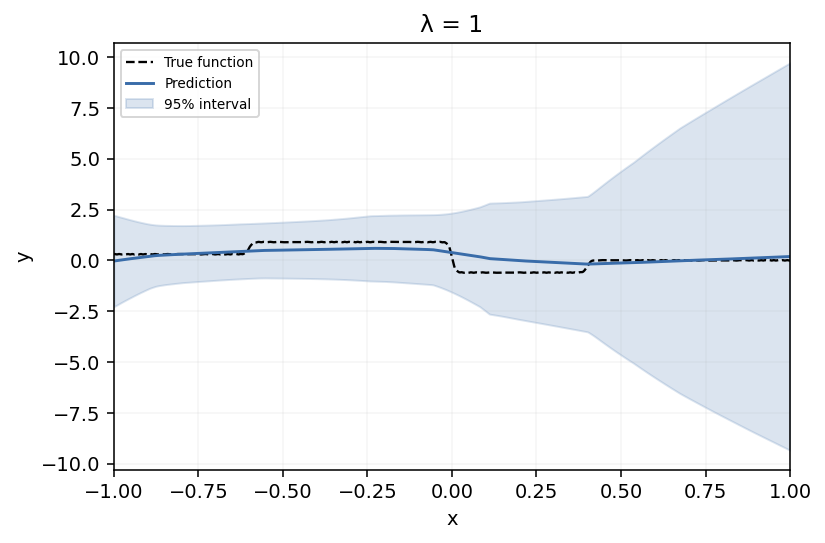 λ = 1
True function
Prediction
95% interval
10.0
7.5
5.0
2.5
0.0
−2.5
−5.0
−7.5
−10.0
y
−1.00 −0.75 −0.50 −0.25 0.00 0.25 0.50 0.75 1.00
x